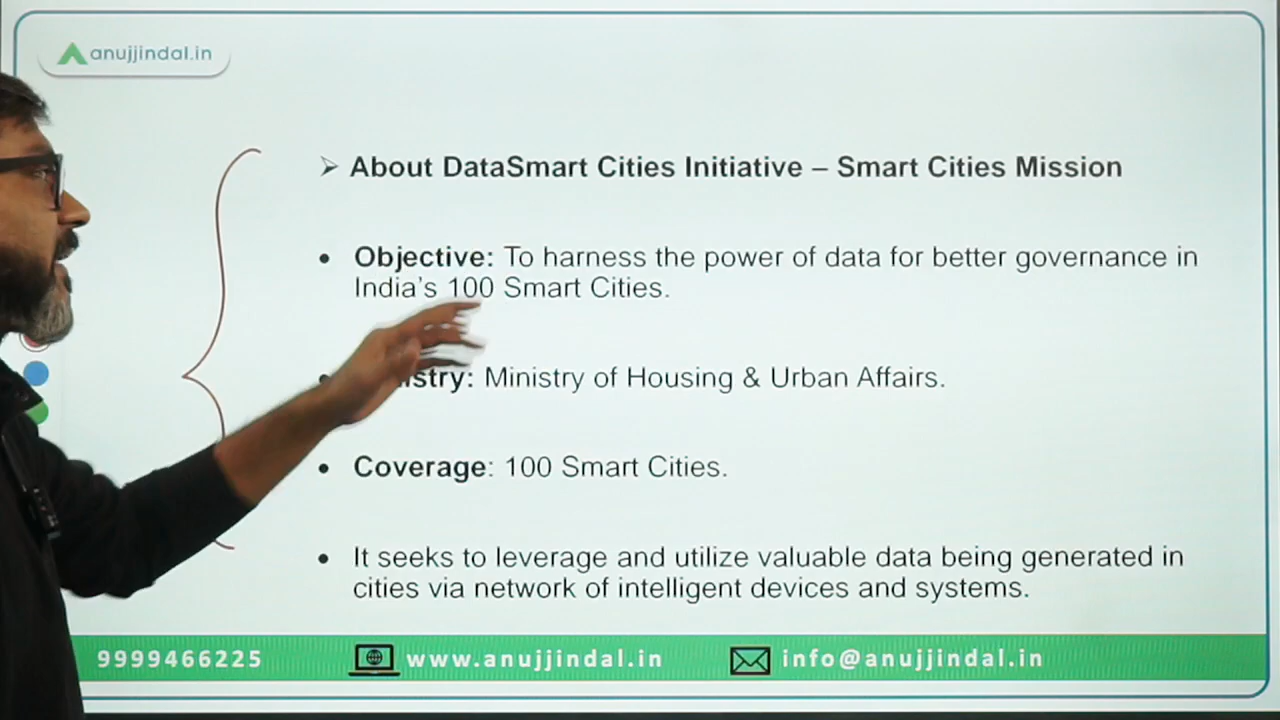 anujjindal.in
➢ About DataSmart Cities Initiative – Smart Cities Mission
• Objective: To harness the power of data for better governance in
India's 100 Smart Cities.
istry: Ministry of Housing & Urban Affairs.
• Coverage: 100 Smart Cities.
• It seeks to leverage and utilize valuable data being generated in
cities via network of intelligent devices and systems.
9999466225 www.anujjindal.in info@anujjindal.in